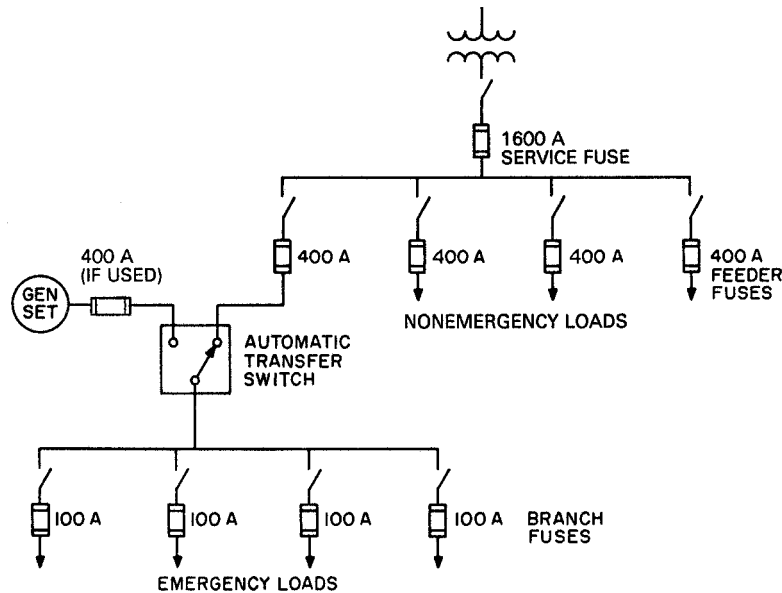 1600 A
SERVICE FUSE
400 A
(IF USED)
400 A
400 A
400 A
400 A
FEEDER
FUSES
GEN
SET
NONEMERGENCY LOADS
AUTOMATIC
TRANSFER
SWITCH
100 A
100 A
100 A
100 A
BRANCH
FUSES
EMERGENCY LOADS